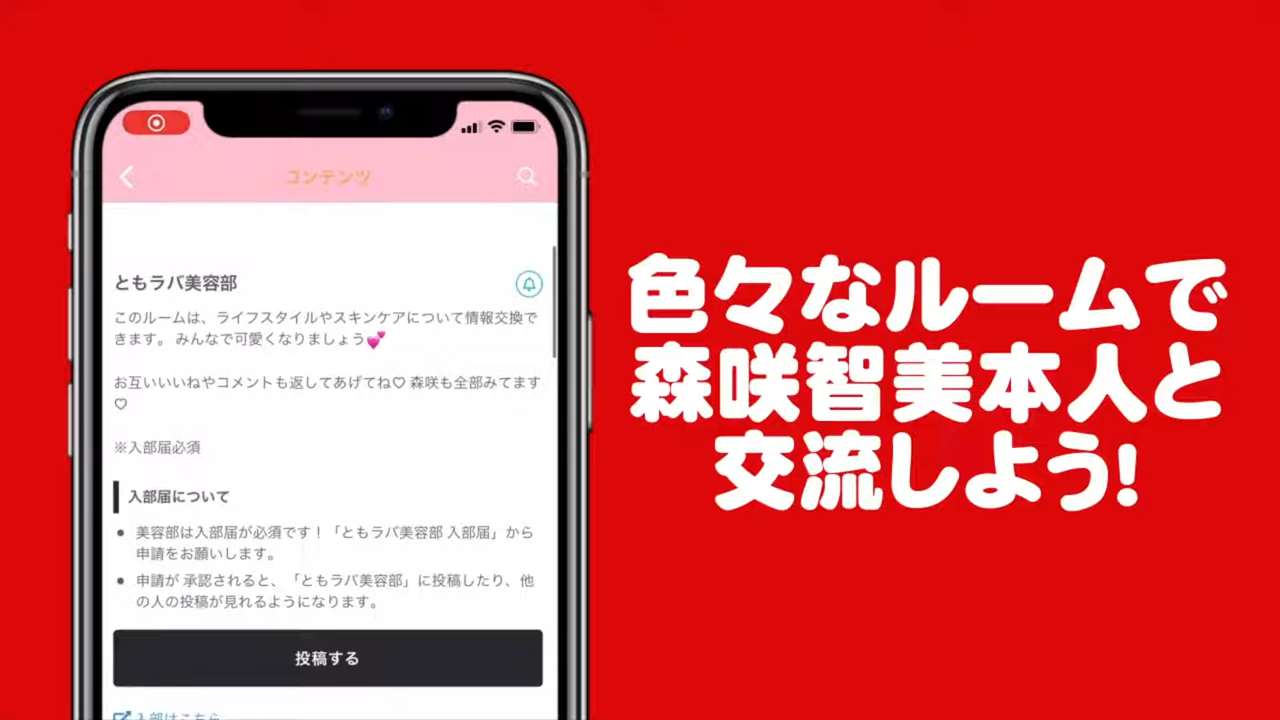 コンテンツ
ともラバ美容部
このルームは、ライフスタイルやスキンケアについて情報交換で
きます。 みんなで可愛くなりましょう💕
お互いいいねやコメントも返してあげてね♡ 森咲も全部みてます
♡
※入部届必須
入部届について
• 美容部は入部届が必須です！「ともラバ美容部 入部届」から
申請をお願いします。
• 申請が 承認されると、「ともラバ美容部」に投稿したり、他
の人の投稿が見れるようになります。
投稿する
入部はこちら
色々なルームで
森咲智美本人と
交流しよう!